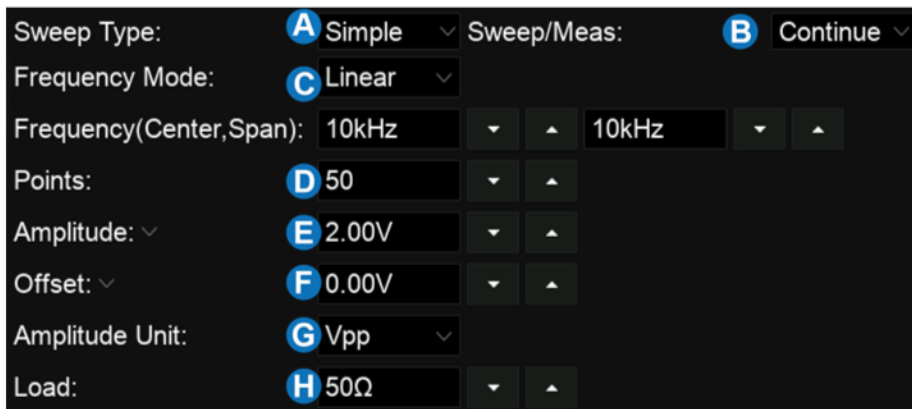 Sweep Type: A Simple Sweep/Meas: B Continue
Frequency Mode: C Linear
Frequency(Center,Span): 10kHz 10kHz
Points: D 50
Amplitude: E 2.00V
Offset: F 0.00V
Amplitude Unit: G Vpp
Load: H 50Ω